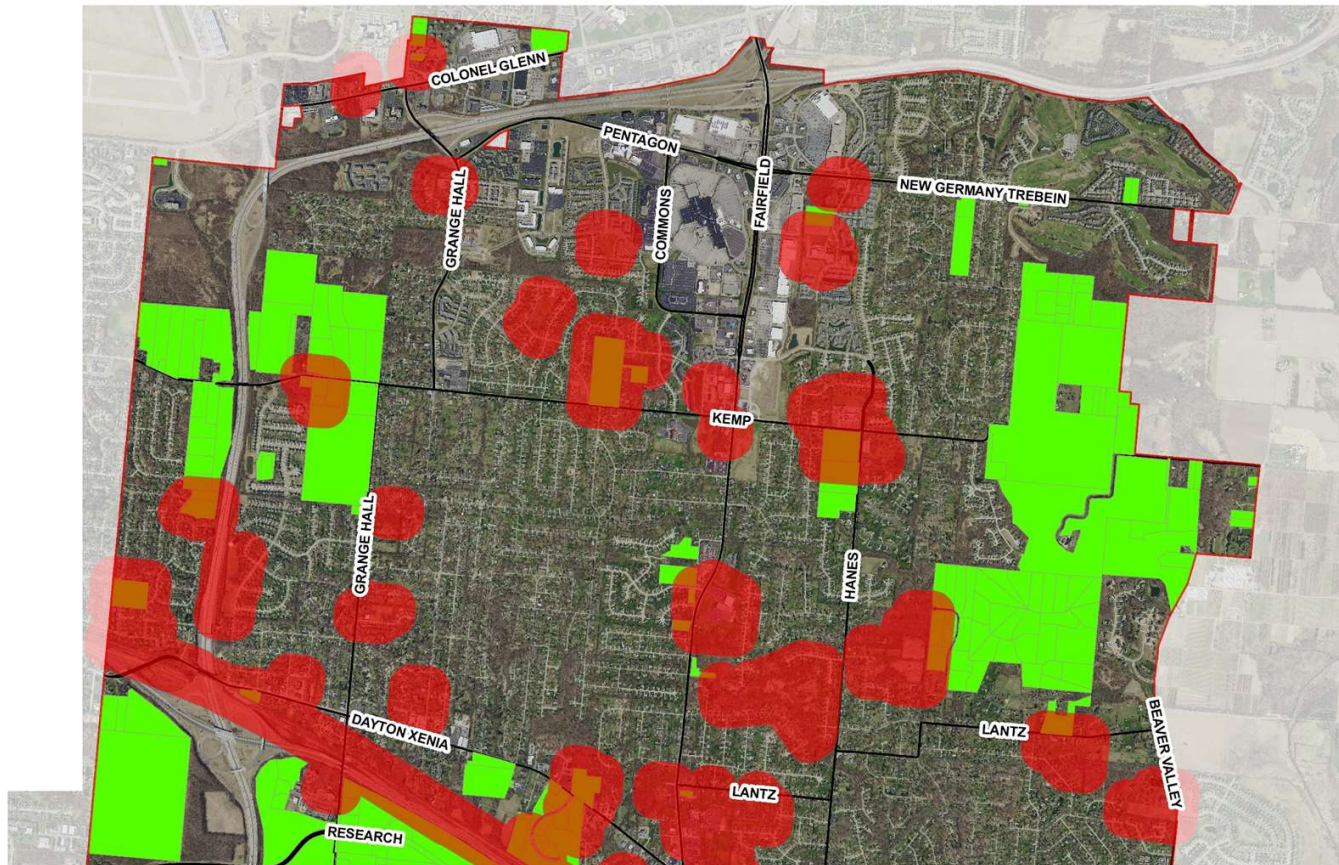 COLONEL GLENN
PENTAGON
GRANGE HALL
COMMONS
FAIRFIELD
NEW GERMANY TREBEIN
KEMP
GRANGE HALL
HANES
DAYTON XENIA
LANTZ
BEAVER VALLEY
LANTZ
RESEARCH